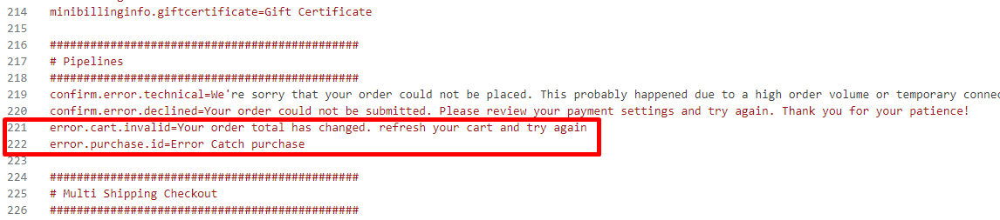 214 minibillinginfo.giftcertificate=Gift Certificate
215
216 ##############################################
217 # Pipelines
218 ##############################################
219 confirm.error.technical=We're sorry that your order could not be placed. This probably happened due to a high order volume or temporary conne
220 confirm.error.declined=Your order could not be submitted. Please review your payment settings and try again. Thank you for your patience!
221 error.cart.invalid=Your order total has changed. refresh your cart and try again
222 error.purchase.id=Error Catch purchase
223
224 ##############################################
225 # Multi Shipping Checkout
226 ##############################################